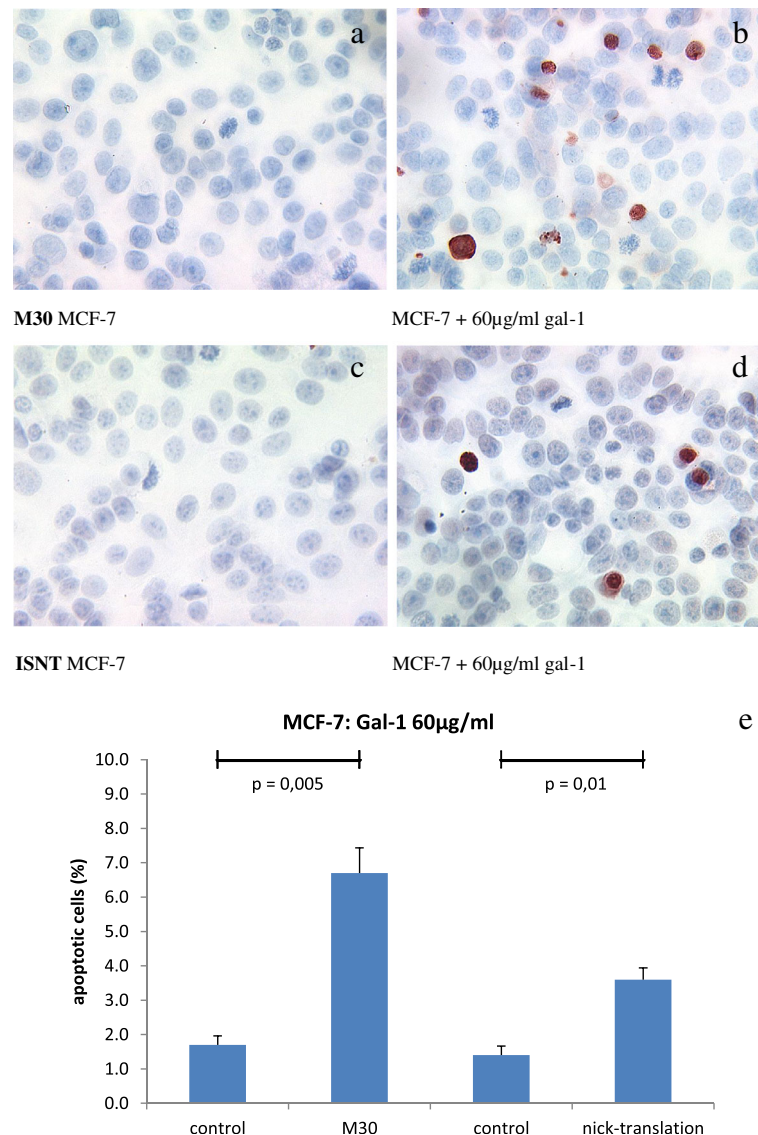 a
b
M30 MCF-7
MCF-7 + 60µg/ml gal-1
c
d
ISNT MCF-7
MCF-7 + 60µg/ml gal-1
e
MCF-7: Gal-1 60µg/ml
p = 0,005
p = 0,01
apoptotic cells (%)
10.0
9.0
8.0
7.0
6.0
5.0
4.0
3.0
2.0
1.0
0.0
control
M30
control
nick-translation